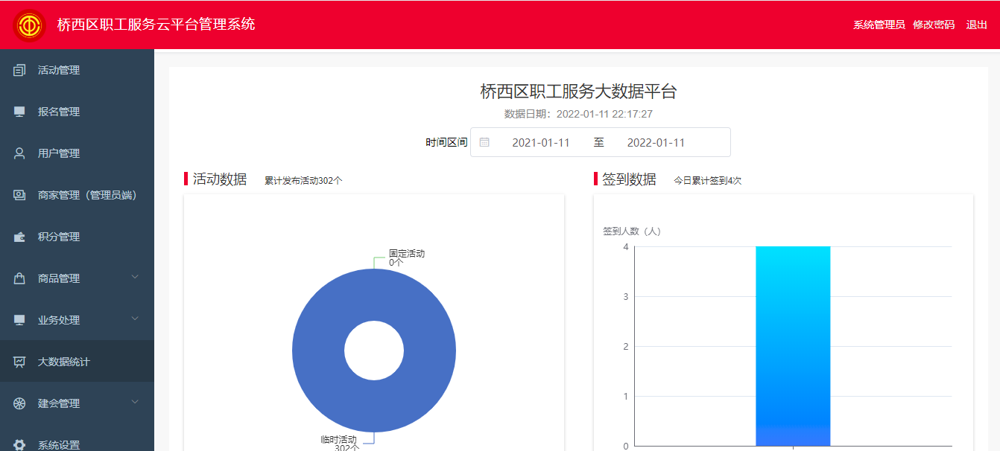 桥西区职工服务云平台管理系统
系统管理员 修改密码 退出
活动管理
报名管理
用户管理
商家管理（管理员端）
积分管理
商品管理
业务处理
大数据统计
建会管理
系统设置
桥西区职工服务大数据平台
数据日期：2022-01-11 22:17:27
时间区间 2021-01-11 至 2022-01-11
活动数据 累计发布活动302个
固定活动
0个
临时活动
302个
签到数据 今日累计签到4次
签到人数（人）
4
3
2
1
0